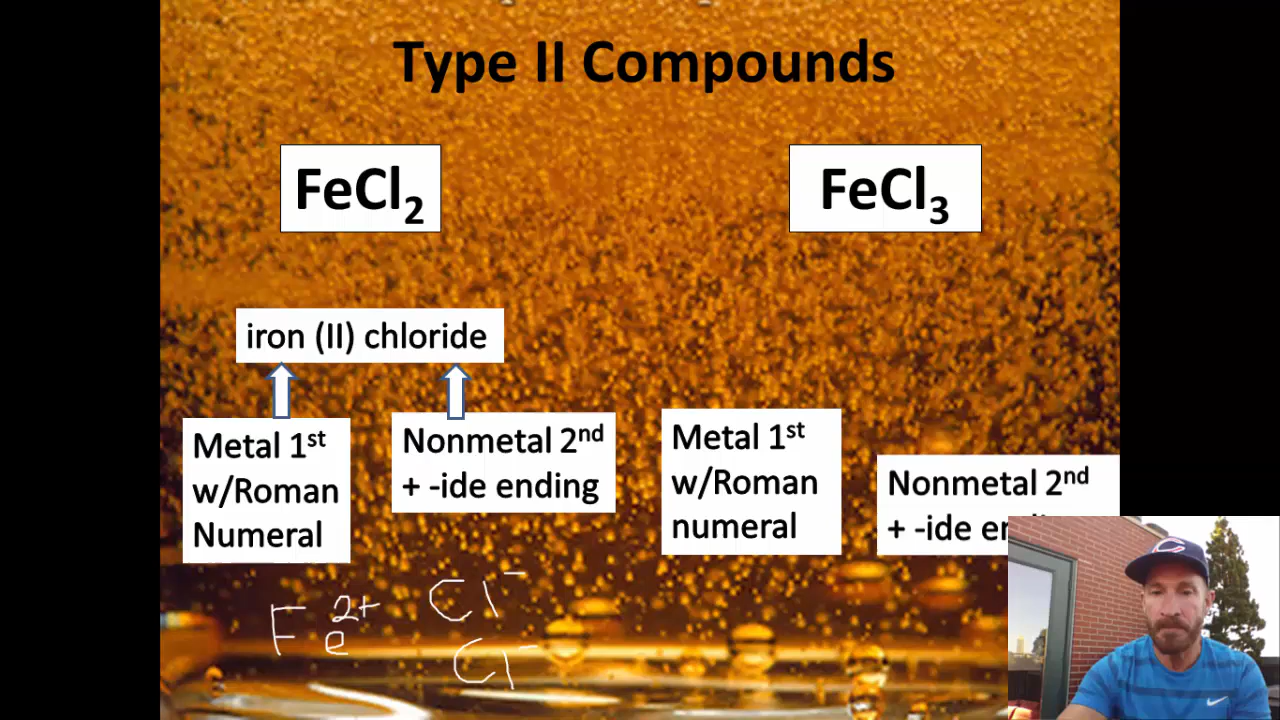 Type II Compounds
FeCl₂
FeCl₃
iron (II) chloride
Metal 1ˢᵗ
w/Roman
Numeral
Nonmetal 2ⁿᵈ
+ -ide ending
Metal 1ˢᵗ
w/Roman
numeral
Nonmetal 2ⁿᵈ
+ -ide
Fe²⁺
Cl⁻
Cl⁻
C